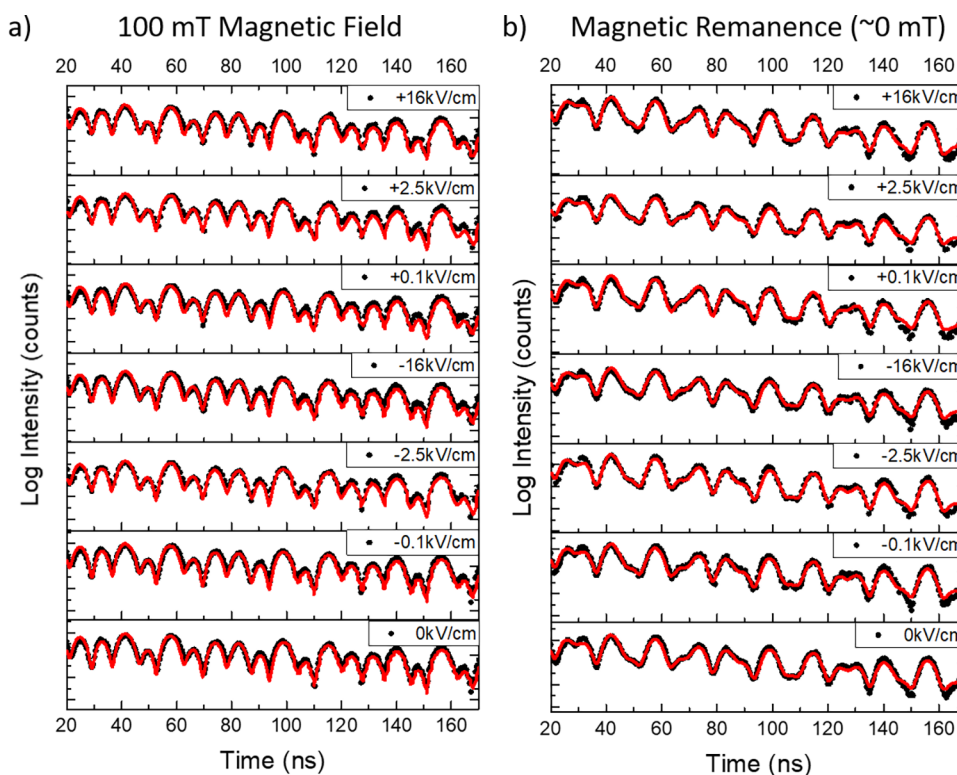 a) 100 mT Magnetic Field
20 40 60 80 100 120 140 160
+16kV/cm
+2.5kV/cm
+0.1kV/cm
-16kV/cm
-2.5kV/cm
-0.1kV/cm
0kV/cm
Log Intensity (counts)
20 40 60 80 100 120 140 160
Time (ns)
b) Magnetic Remanence (~0 mT)
20 40 60 80 100 120 140 160
+16kV/cm
+2.5kV/cm
+0.1kV/cm
-16kV/cm
-2.5kV/cm
-0.1kV/cm
0kV/cm
Log Intensity (counts)
20 40 60 80 100 120 140 160
Time (ns)